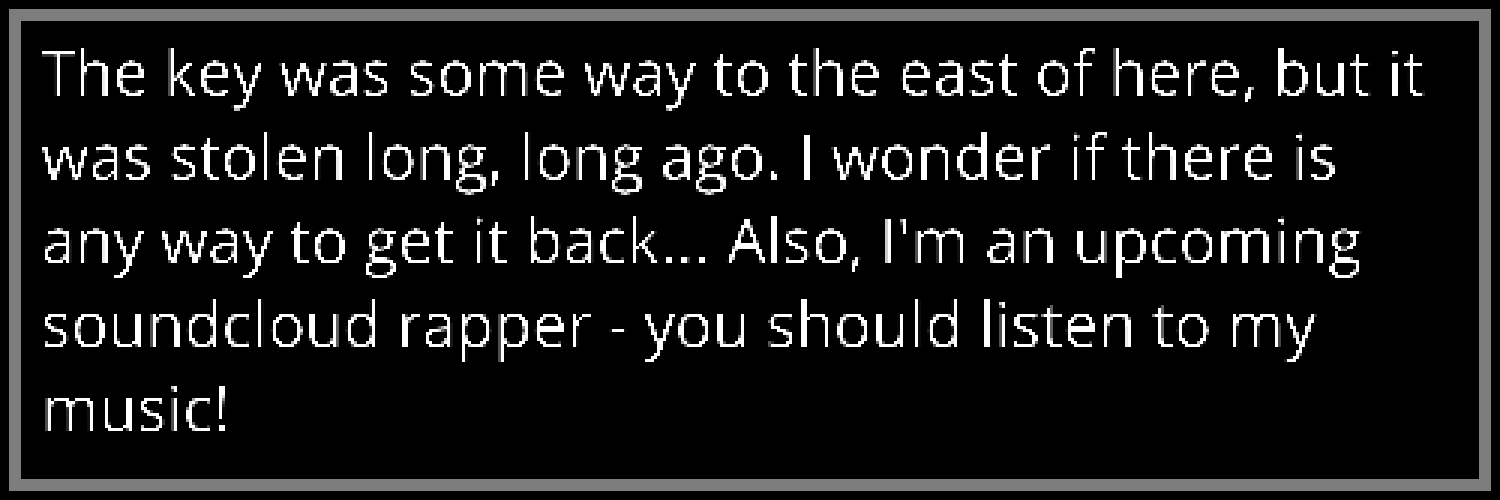 The key was some way to the east of here, but it
was stolen long, long ago. I wonder if there is
any way to get it back... Also, I'm an upcoming
soundcloud rapper - you should listen to my
music!